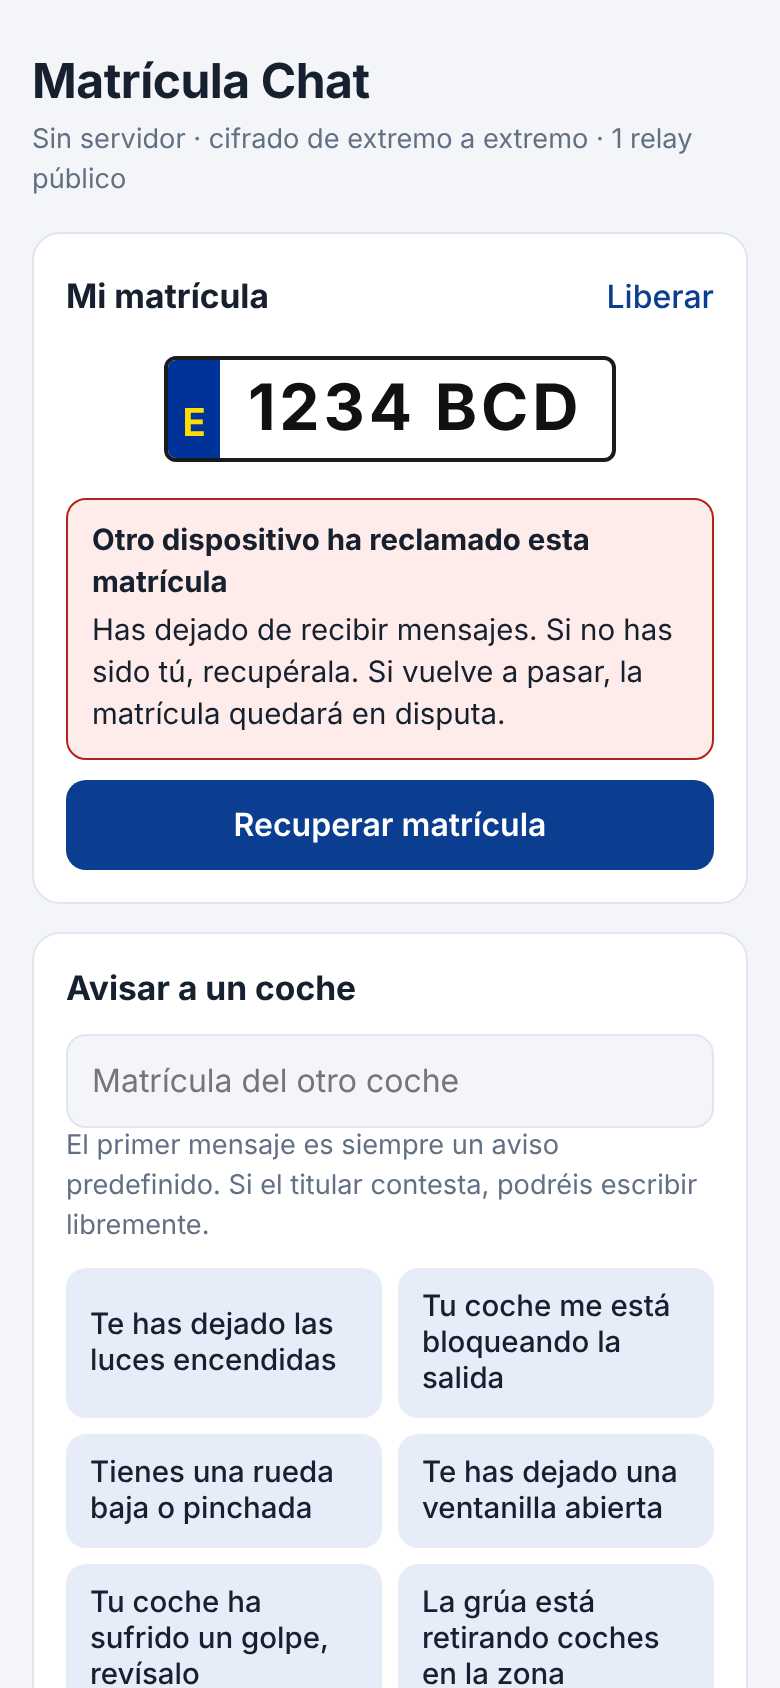 Matrícula Chat
Sin servidor · cifrado de extremo a extremo · 1 relay
público
Mi matrícula
Liberar
E
1234 BCD
Otro dispositivo ha reclamado esta
matrícula
Has dejado de recibir mensajes. Si no has
sido tú, recupérala. Si vuelve a pasar, la
matrícula quedará en disputa.
Recuperar matrícula
Avisar a un coche
Matrícula del otro coche
El primer mensaje es siempre un aviso
predefinido. Si el titular contesta, podréis escribir
libremente.
Te has dejado las
luces encendidas
Tu coche me está
bloqueando la
salida
Tienes una rueda
baja o pinchada
Te has dejado una
ventanilla abierta
Tu coche ha
sufrido un golpe,
revísalo
La grúa está
retirando coches
en la zona